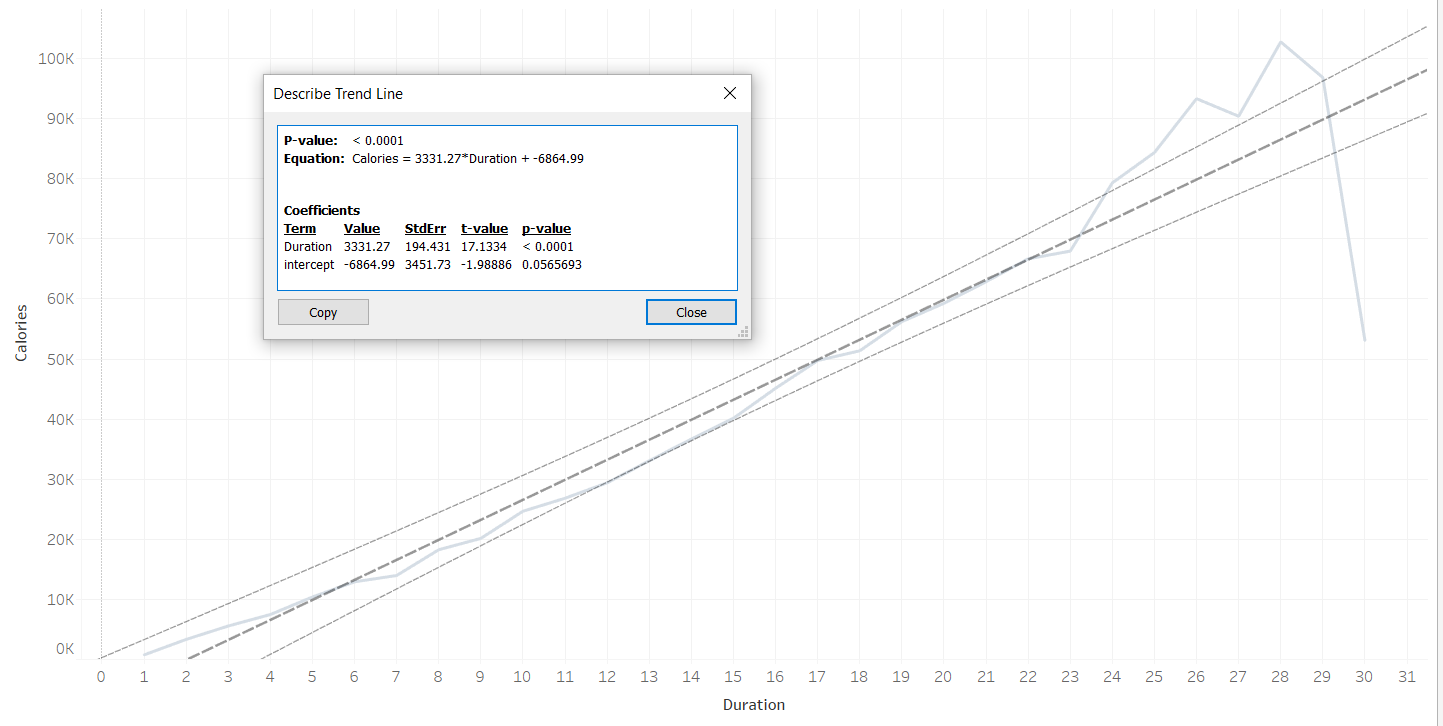 100K
90K
80K
70K
60K
50K
40K
30K
20K
10K
0K
Calories
Describe Trend Line
P-value: < 0.0001
Equation: Calories = 3331.27*Duration + -6864.99
Coefficients
Term Value StdErr t-value p-value
Duration 3331.27 194.431 17.1334 < 0.0001
intercept -6864.99 3451.73 -1.98886 0.0565693
Copy Close
0 1 2 3 4 5 6 7 8 9 10 11 12 13 14 15 16 17 18 19 20 21 22 23 24 25 26 27 28 29 30 31
Duration